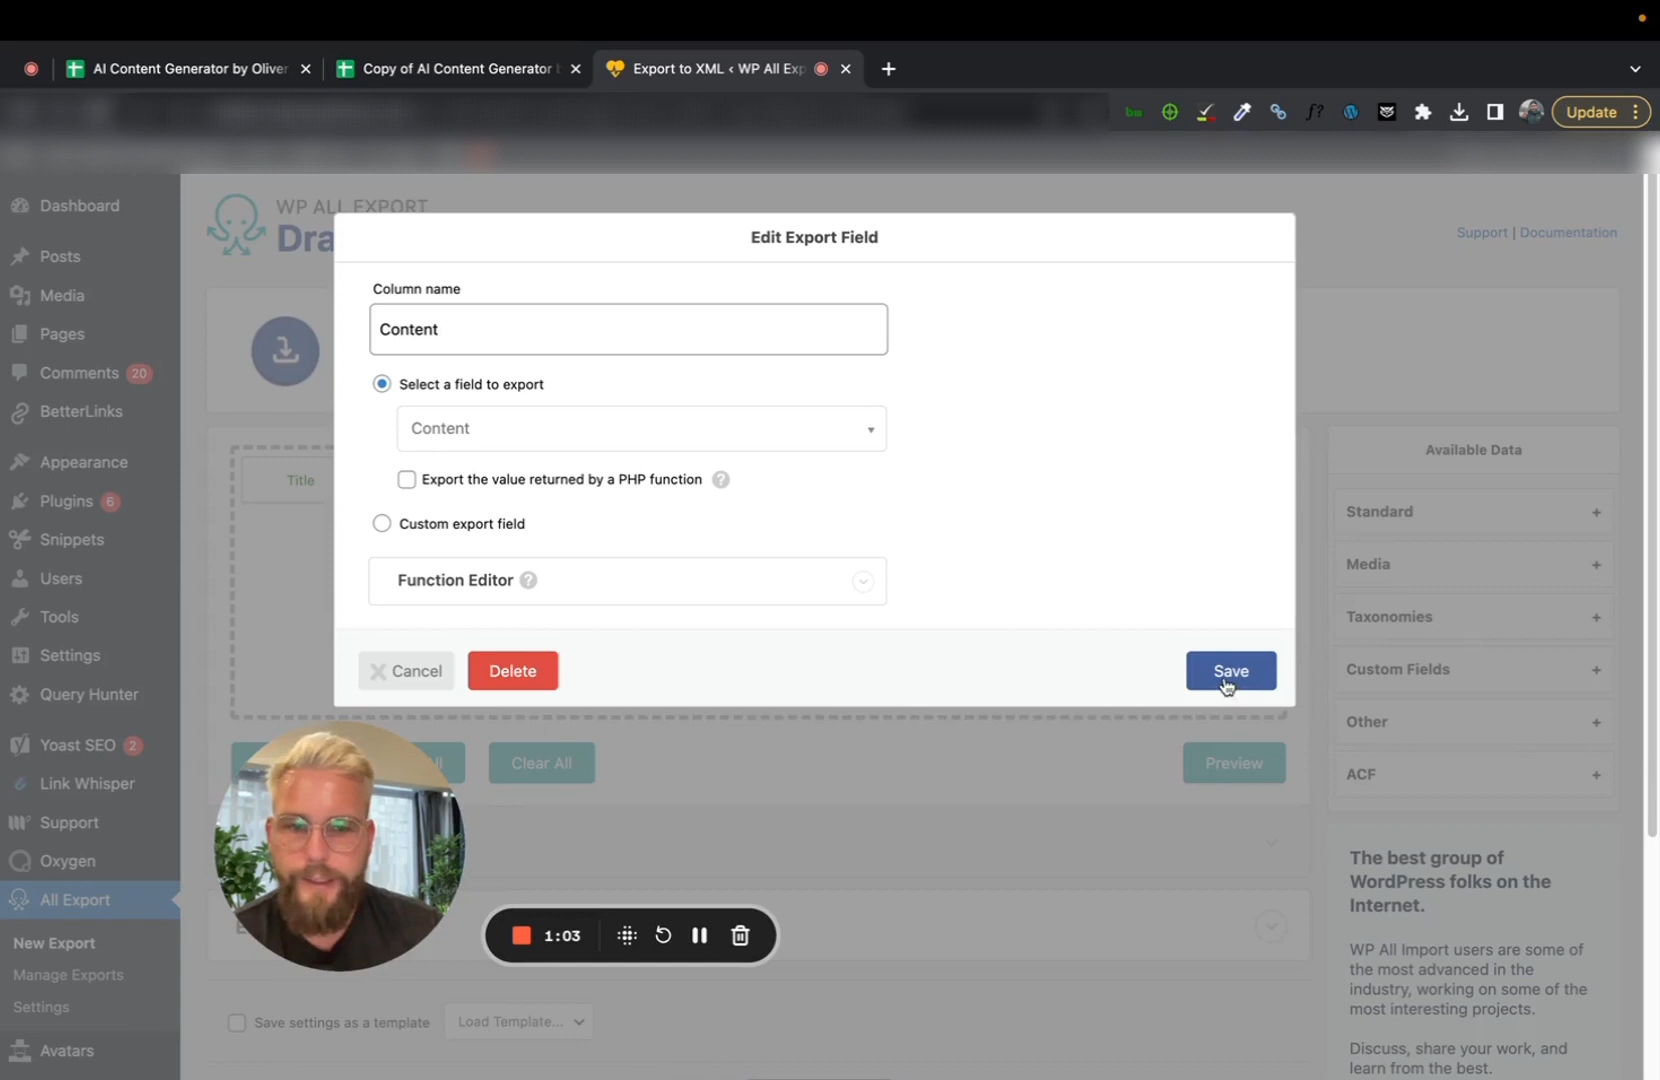 AI Content Generator by Oliver
Copy of AI Content Generator
Export to XML ‹ WP All Exp
Update
WP ALL EXPORT
Dra
Support | Documentation
Dashboard
Posts
Media
Pages
Comments 20
BetterLinks
Appearance
Plugins 6
Snippets
Users
Tools
Settings
Query Hunter
Yoast SEO 2
Link Whisper
Support
Oxygen
All Export
New Export
Manage Exports
Settings
Avatars
Edit Export Field
Column name
Content
Select a field to export
Content
Export the value returned by a PHP function ?
Custom export field
Function Editor ?
Cancel
Delete
Save
Title
Clear All
Preview
1:03
Save settings as a template
Load Template...
Available Data
Standard +
Media +
Taxonomies +
Custom Fields +
Other +
ACF +
The best group of
WordPress folks on the
Internet.
WP All Import users are some of
the most advanced in the
industry, working on some of the
most interesting projects.
Discuss, share your work, and
learn from the best.